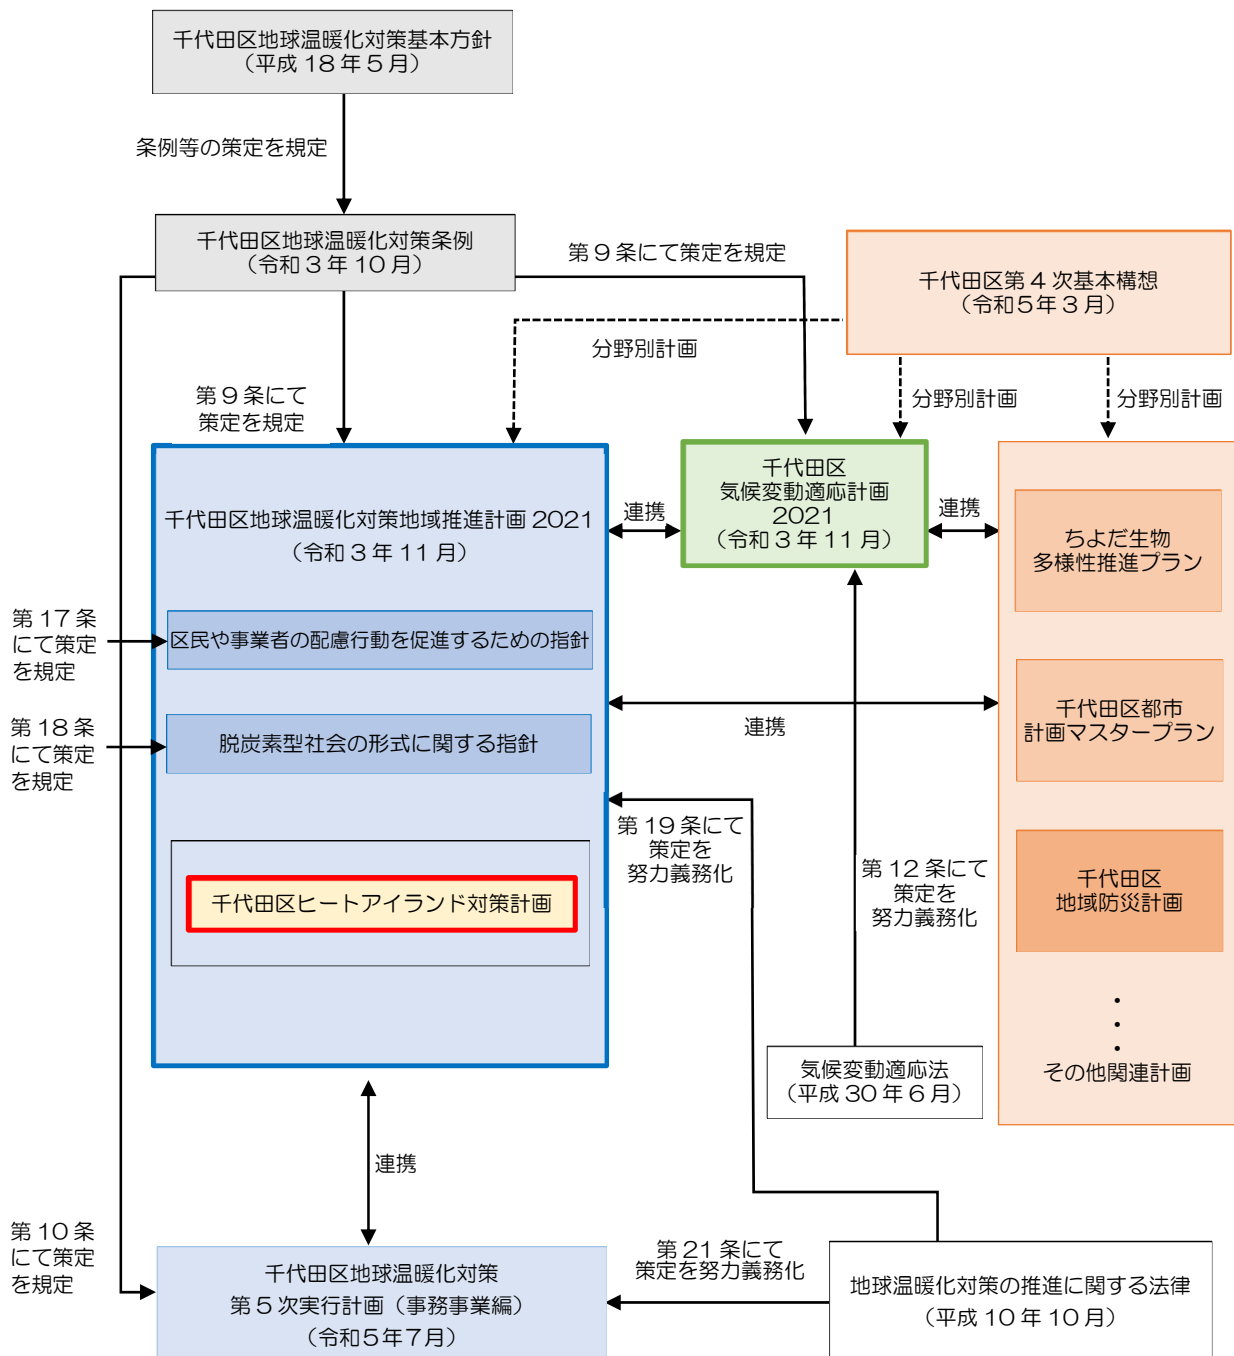 千代田区地球温暖化対策基本方針
（平成 18 年 5 月）
条例等の策定を規定
千代田区地球温暖化対策条例
（令和 3 年 10 月）
第 9 条にて策定を規定
千代田区第 4 次基本構想
（令和5年 3 月）
分野別計画
第 9 条にて
策定を規定
分野別計画
分野別計画
千代田区地球温暖化対策地域推進計画 2021
（令和 3 年 11 月）
連携
千代田区
気候変動適応計画
2021
（令和 3 年 11 月）
連携
ちよだ生物
多様性推進プラン
第 17 条
にて策定
を規定
区民や事業者の配慮行動を促進するための指針
第 18 条
にて策定
を規定
脱炭素型社会の形式に関する指針
連携
千代田区都市
計画マスタープラン
第 19 条にて
策定を
努力義務化
第 12 条にて
策定を
努力義務化
千代田区ヒートアイランド対策計画
千代田区
地域防災計画
・
・
・
その他関連計画
気候変動適応法
（平成 30 年 6 月）
連携
第 10 条
にて策定
を規定
千代田区地球温暖化対策
第 5 次実行計画（事務事業編）
（令和5年7月）
第 21 条にて
策定を努力義務化
地球温暖化対策の推進に関する法律
（平成 10 年 10 月）